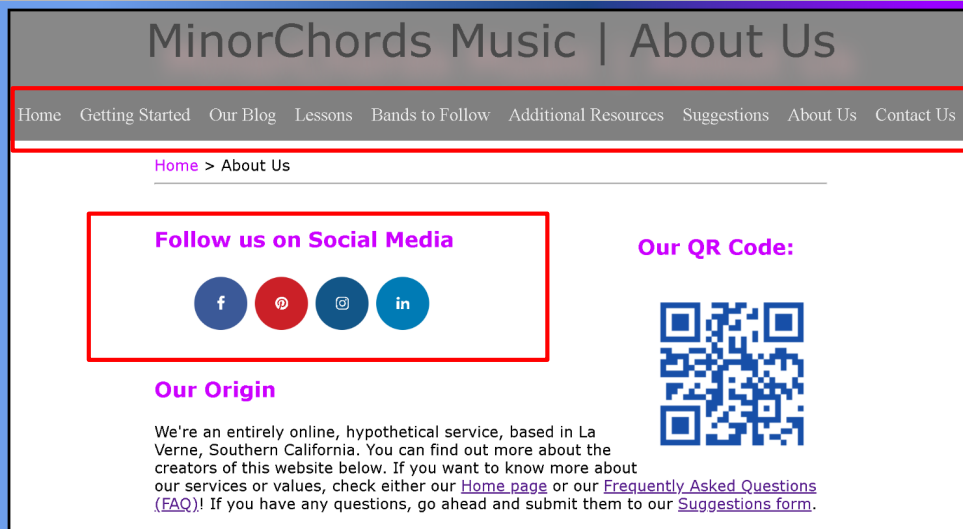 MinorChords Music | About Us
Home Getting Started Our Blog Lessons Bands to Follow Additional Resources Suggestions About Us Contact Us
Home > About Us
Follow us on Social Media
f in
Our QR Code:
Our Origin
We're an entirely online, hypothetical service, based in La
Verne, Southern California. You can find out more about the
creators of this website below. If you want to know more about
our services or values, check either our Home page or our Frequently Asked Questions
(FAQ)! If you have any questions, go ahead and submit them to our Suggestions form.